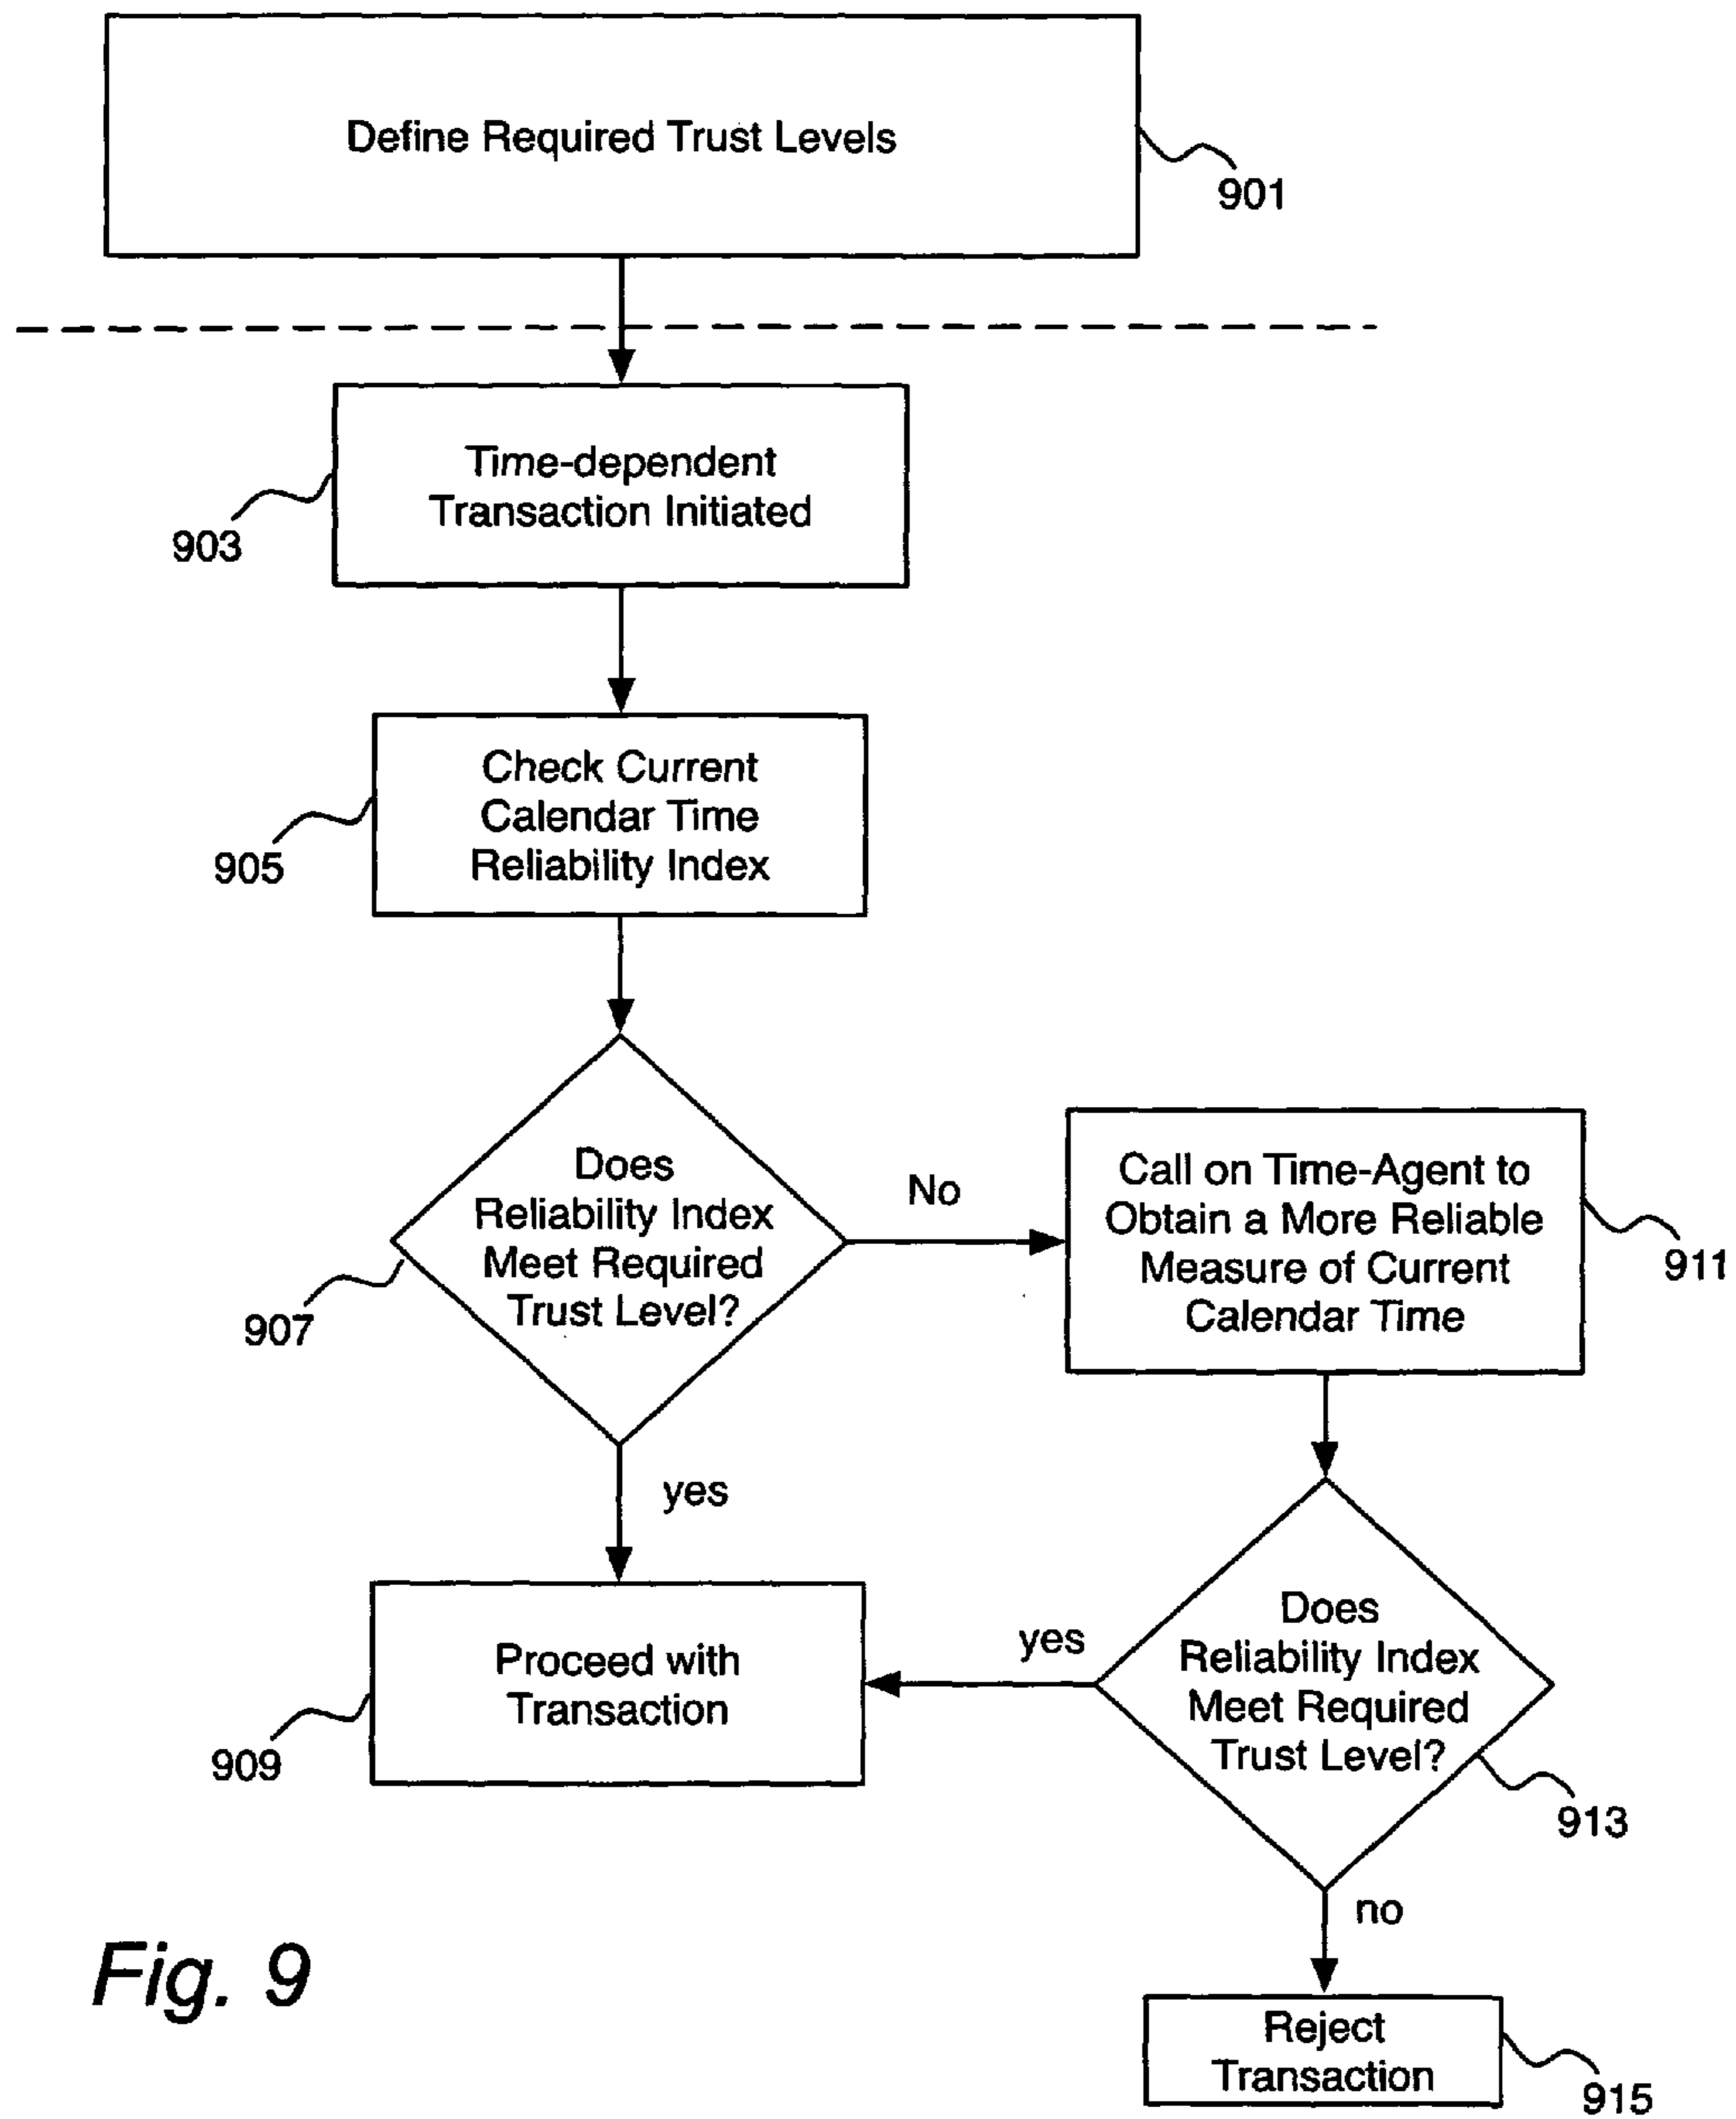 Define Required Trust Levels
901
Time-dependent
Transaction Initiated
903
Check Current
Calendar Time
Reliability Index
905
Does
Reliability Index
Meet Required
Trust Level?
907
No
Call on Time-Agent to
Obtain a More Reliable
Measure of Current
Calendar Time
911
yes
Proceed with
Transaction
909
yes
Does
Reliability Index
Meet Required
Trust Level?
913
no
Reject
Transaction
915
Fig. 9